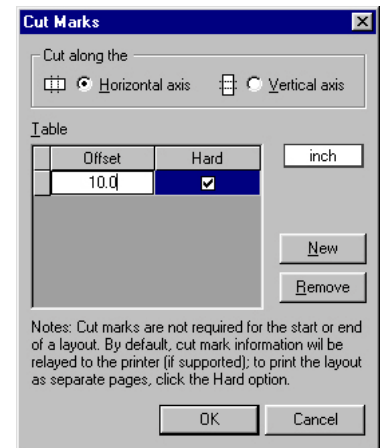 Cut Marks
Cut along the
Horizontal axis
Vertical axis
Table
Offset Hard
inch
10.0
New
Remove
Notes: Cut marks are not required for the start or end
of a layout. By default, cut mark information wil be
relayed to the printer (if supported); to print the layout
as separate pages, click the Hard option.
OK Cancel